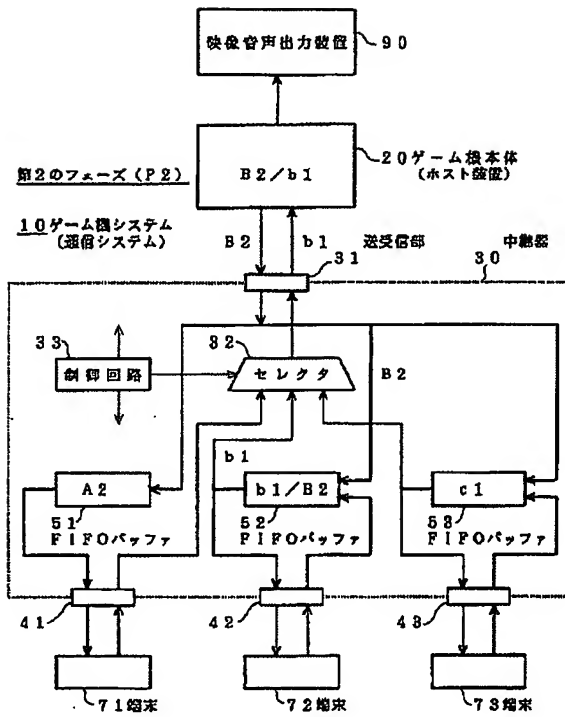 映像音声出力装置
90
B2/b1
20ゲーム機本体
(ホスト装置)
第2のフェーズ(P2)
10ゲーム機システム
(通信システム)
B2
b1
送受信部
31
中継器
30
33
制御回路
32
セレクタ
B2
b1
A2
b1/B2
c1
51
FIFOバッファ
52
FIFOバッファ
53
FIFOバッファ
41
42
43
71端末
72端末
73端末